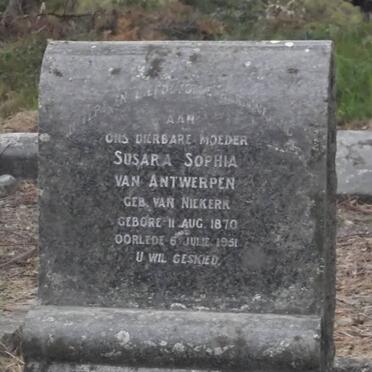 AAN
ONS DIERBARE MOEDER
SUSARA SOPHIA
VAN ANTWERPEN
GEB. VAN NIEKERK
GEBORE 11 AUG. 1870
OORLEDE 6 JULIE 1951
U WIL GESKIED.